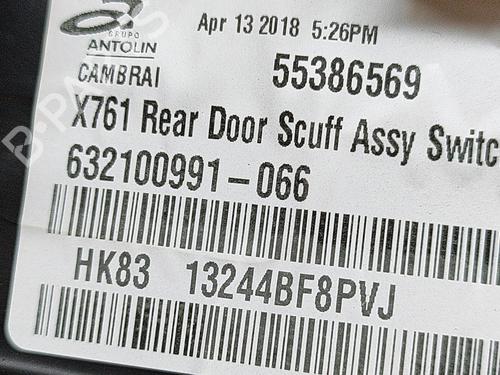 Apr 13 2018 5:26PM
GRUPO
ANTOLIN
CAMBRAI
55386569
X761 Rear Door Scuff Assy Switc
632100991-066
HK83 13244BF8PVJ
B-PARTS